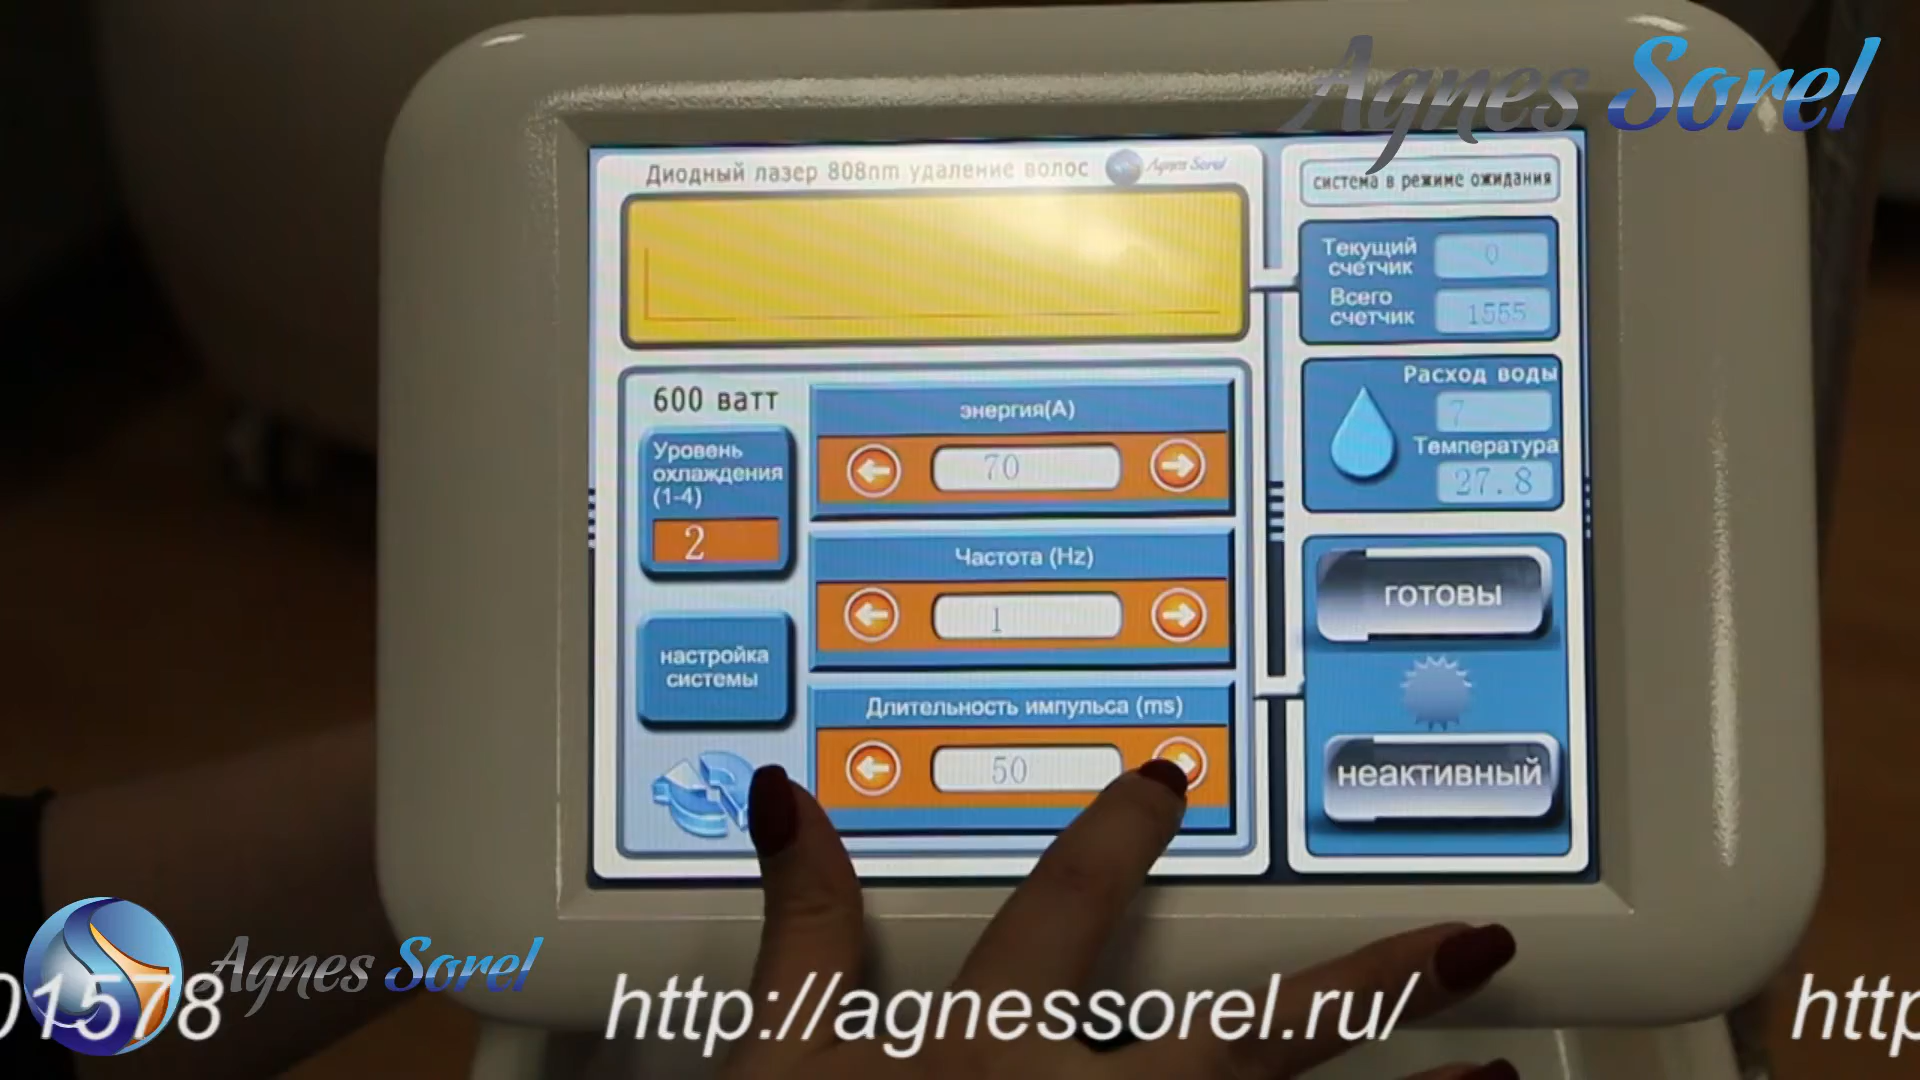 Agnes Sorel
Диодный лазер 808nm удаление волос
Agnes Sorel
система в режиме ожидания
Текущий
счетчик
0
Всего
счетчик
1555
Расход воды
7
Температура
27.8
600 ватт
Уровень
охлаждения
(1-4)
2
настройка
системы
энергия(А)
70
Частота (Hz)
1
Длительность импульса (ms)
50
готовы
неактивный
Agnes Sorel
01578
http://agnessorel.ru/
http